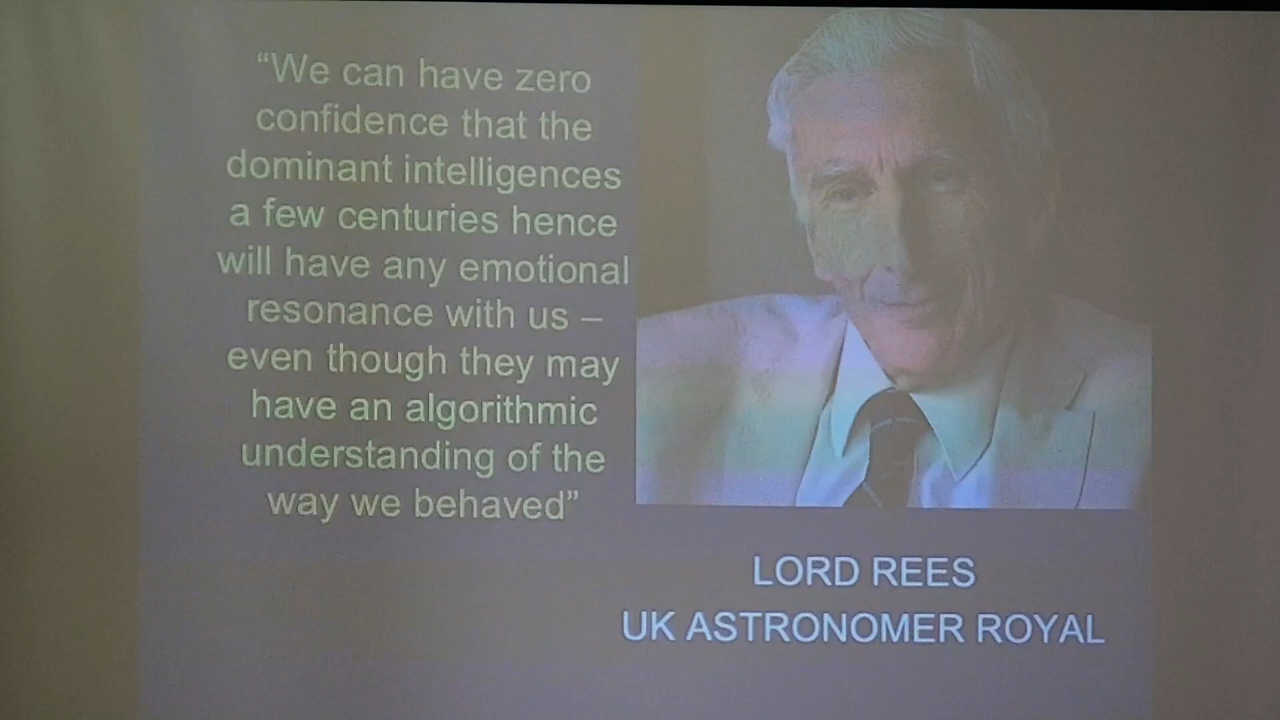 “We can have zero
confidence that the
dominant intelligences
a few centuries hence
will have any emotional
resonance with us –
even though they may
have an algorithmic
understanding of the
way we behaved”
LORD REES
UK ASTRONOMER ROYAL